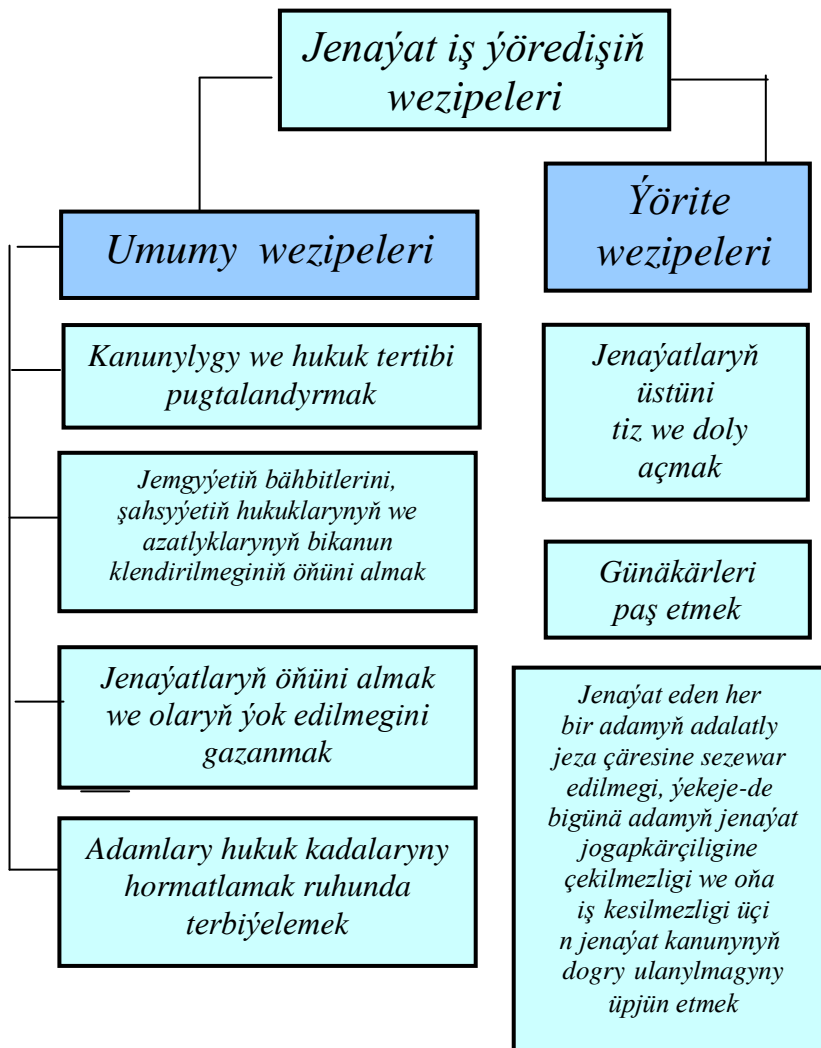 Jenaýat iş ýöredişiň
wezipeleri
Umumy wezipeleri
Kanunylygy we hukuk tertibi
pugtalandyrmak
Jemgyýetiň bähbitlerini,
şahsyýetiň hukuklarynyň we
azatlyklarynyň bikanun
klendirilmeginiň öňüni almak
Jenaýatlaryň öňüni almak
we olaryň ýok edilmegini
gazanmak
Adamlary hukuk kadalaryny
hormatlamak ruhunda
terbiýelemek
Ýörite
wezipeleri
Jenaýatlaryň
üstüni
tiz we doly
açmak
Günäkärleri
paş etmek
Jenaýat eden her
bir adamyň adalatly
jeza çäresine sezewar
edilmegi, ýekeje-de
bigünä adamyň jenaýat
jogapkärçiligine
çekilmezligi we oňa
iş kesilmezligi üçi
n jenaýat kanunynyň
dogry ulanylmagyny
üpjün etmek